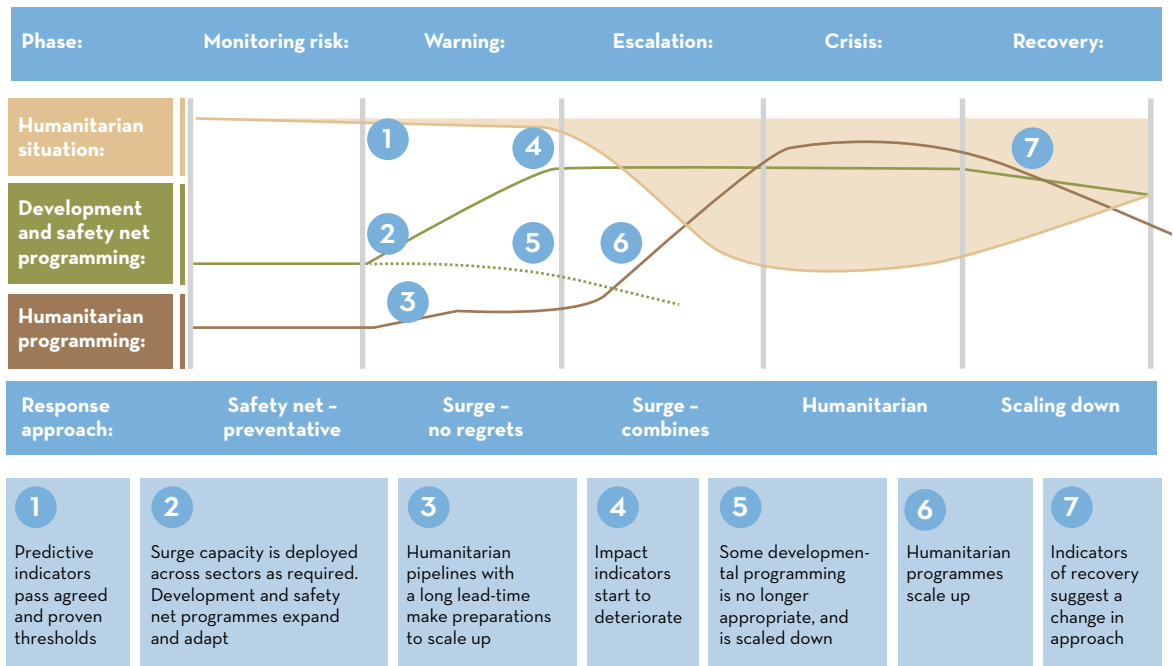 Phase:
Monitoring risk:
Warning:
Escalation:
Crisis:
Recovery:
Humanitarian
situation:
Development
and safety net
programming:
Humanitarian
programming:
1
2
3
4
5
6
7
Response
approach:
Safety net –
preventative
Surge –
no regrets
Surge –
combines
Humanitarian
Scaling down
1
Predictive
indicators
pass agreed
and proven
thresholds
2
Surge capacity is deployed
across sectors as required.
Development and safety
net programmes expand
and adapt
3
Humanitarian
pipelines with
a long lead-time
make preparations
to scale up
4
Impact
indicators
start to
deteriorate
5
Some developmen-
tal programming
is no longer
appropriate, and
is scaled down
6
Humanitarian
programmes
scale up
7
Indicators
of recovery
suggest a
change in
approach